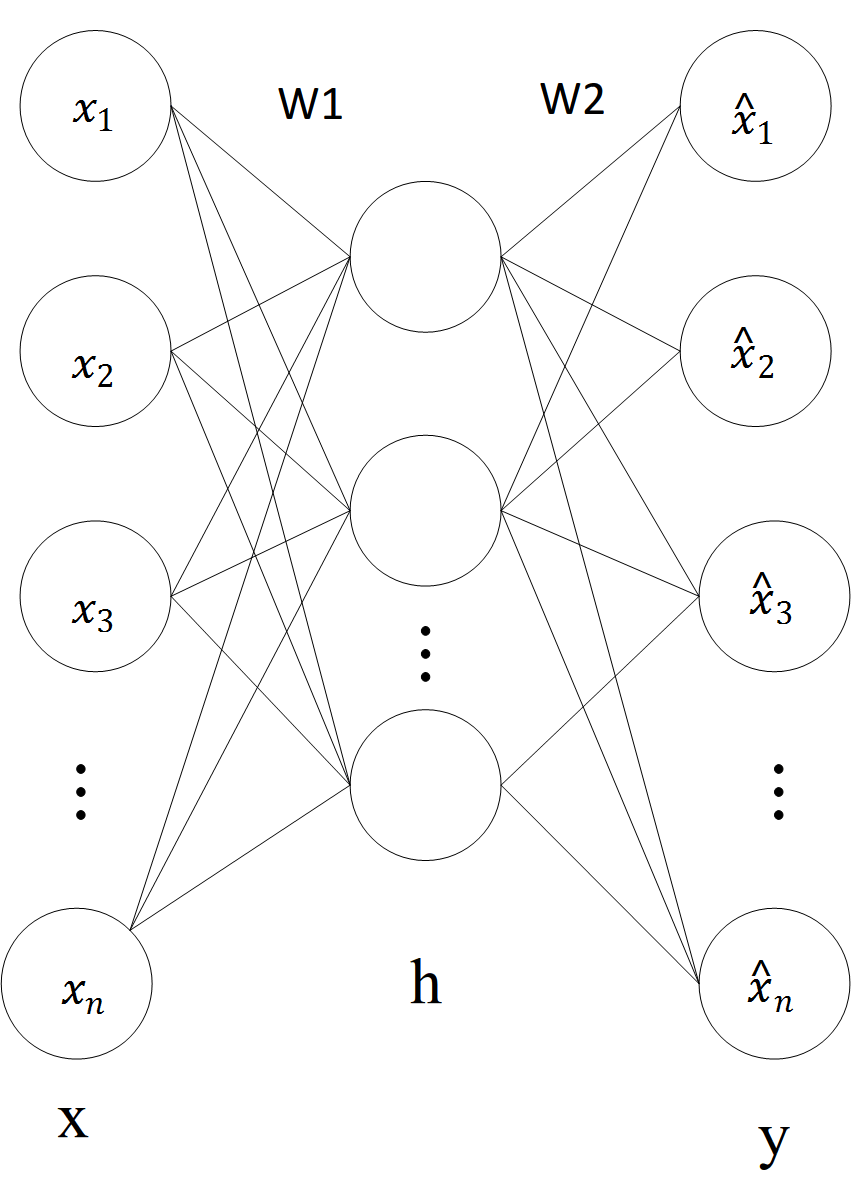 W1
W2
x₁
x̂₁
x₂
x̂₂
x₃
x̂₃
⋮
⋮
⋮
xₙ
h
x̂ₙ
x
y